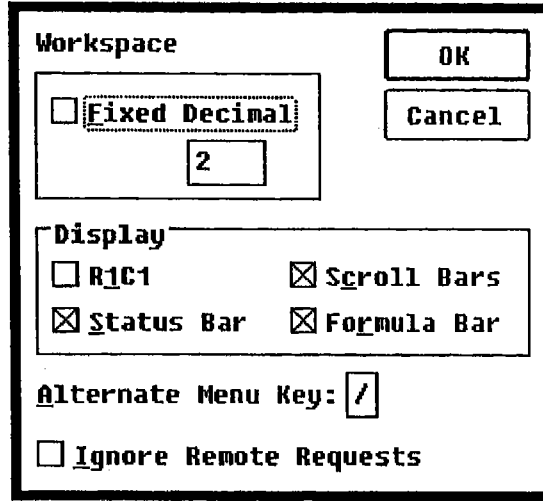 Workspace
OK
Fixed Decimal
Cancel
2
Display
R1C1
Scroll Bars
Status Bar
Formula Bar
Alternate Menu Key: /
Ignore Remote Requests